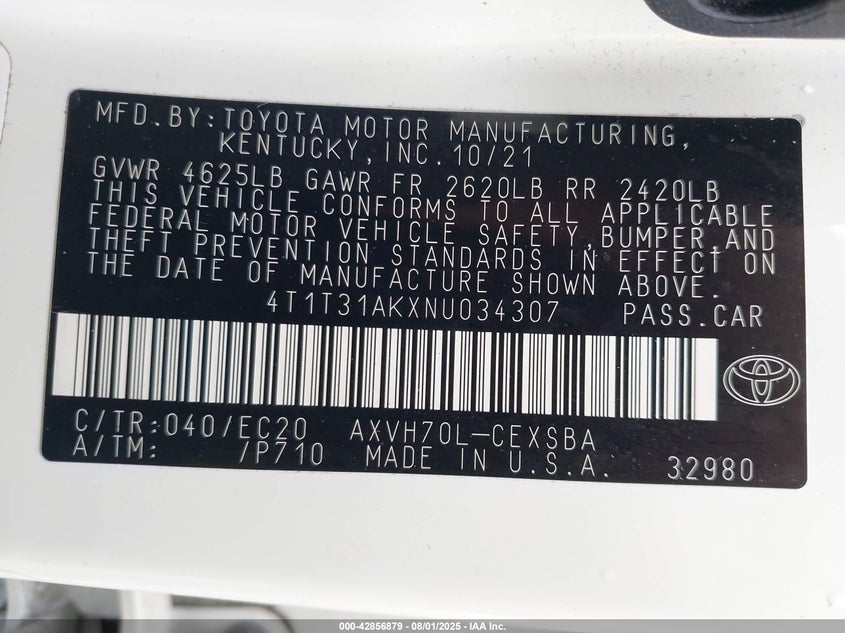 MFD.BY:TOYOTA MOTOR MANUFACTURING,
KENTUCKY,INC.10/21
GVWR 4625LB GAWR FR 2620LB RR 2420LB
THIS VEHICLE CONFORMS TO ALL APPLICABLE
FEDERAL MOTOR VEHICLE SAFETY,BUMPER,AND
THEFT PREVENTION STANDARDS IN EFFECT ON
THE DATE OF MANUFACTURE SHOWN ABOVE.
4T1T31AKXNU034307 PASS.CAR
C/TR:040/EC20 AXVH70L-CEXSBA
A/TM: /P710 MADE IN U.S.A. 32980
000-42856879 - 08/01/2025 - IAA Inc.